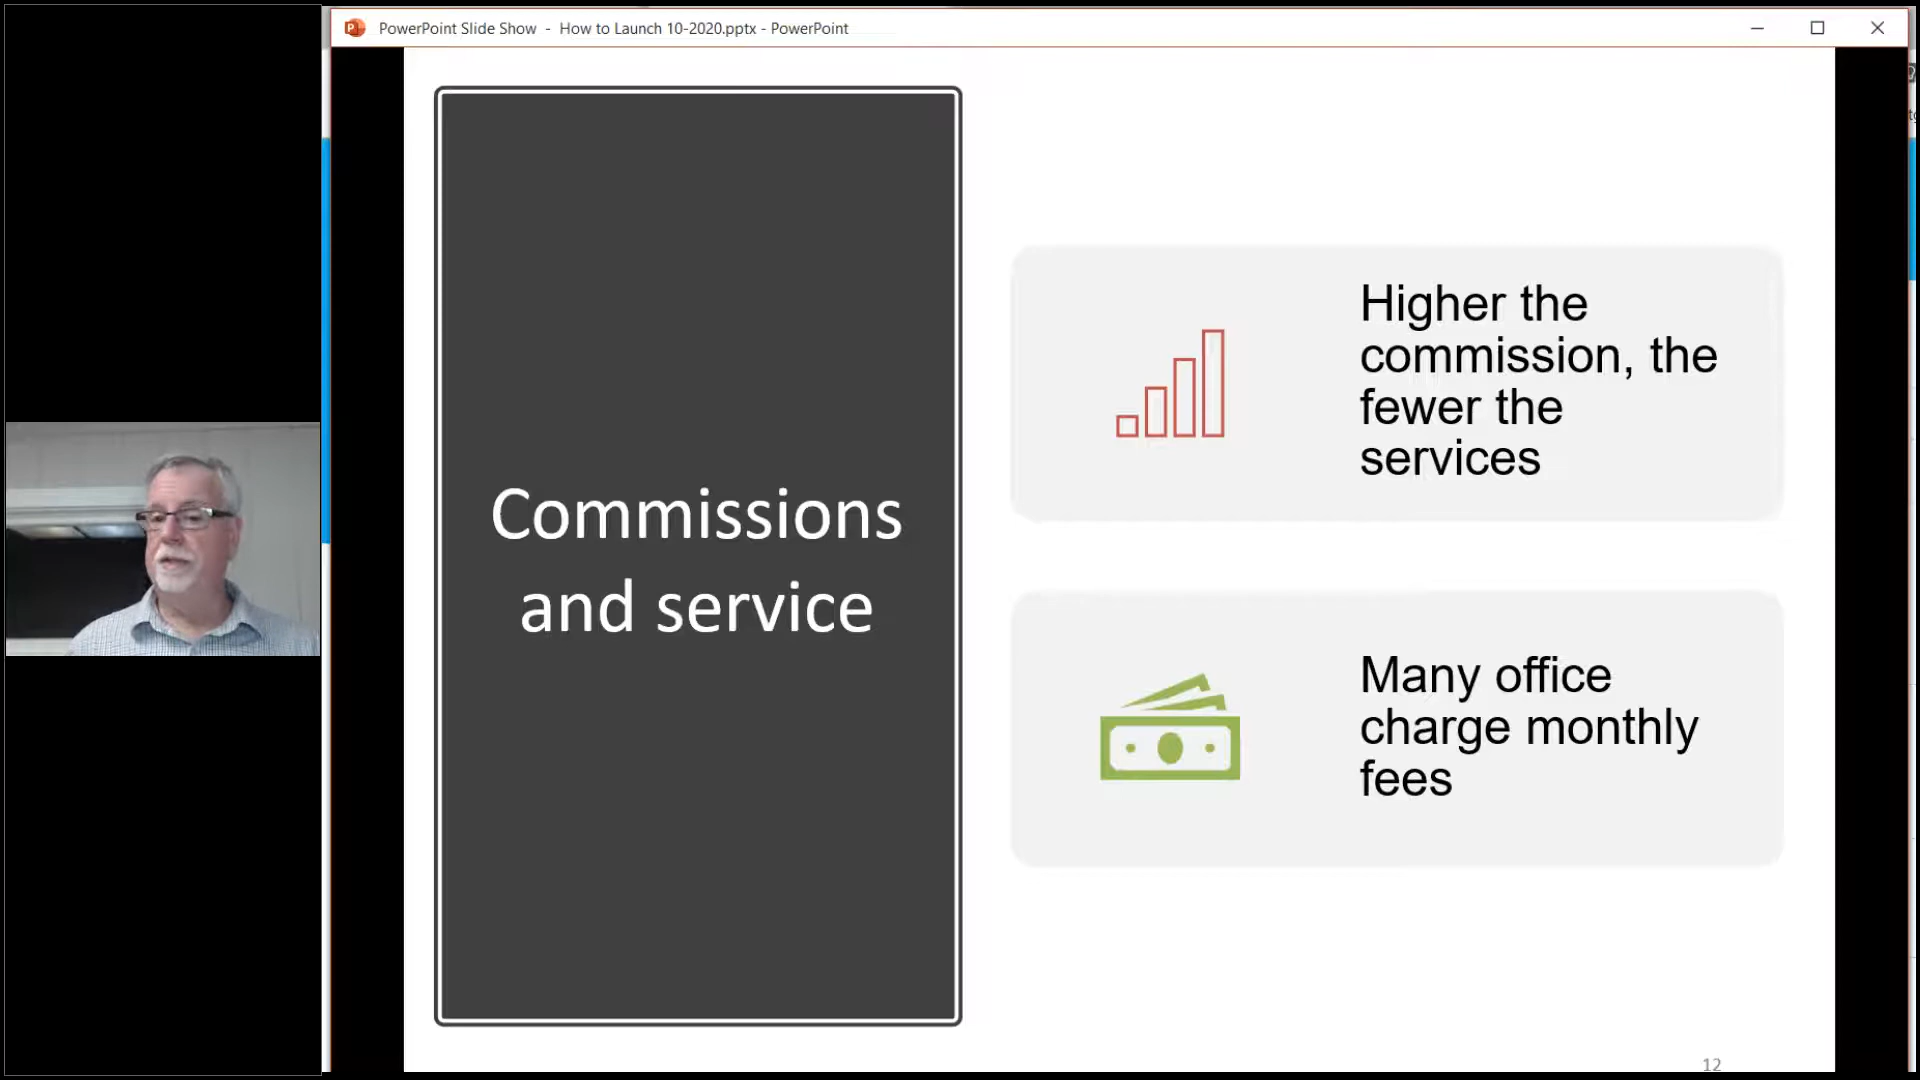 PowerPoint Slide Show - How to Launch 10-2020.pptx - PowerPoint
Commissions
and service
Higher the
commission, the
fewer the
services
Many office
charge monthly
fees
12